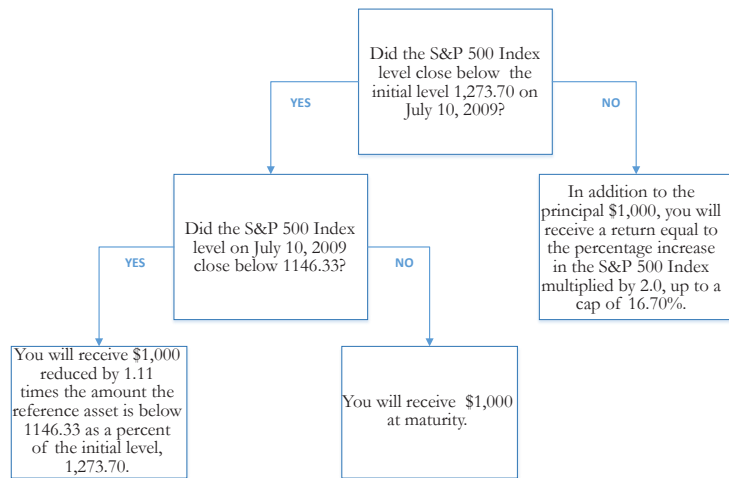 Did the S&P 500 Index
level close below the
initial level 1,273.70 on
July 10, 2009?
YES
NO
Did the S&P 500 Index
level on July 10, 2009
close below 1146.33?
In addition to the
principal $1,000, you will
receive a return equal to
the percentage increase
in the S&P 500 Index
multiplied by 2.0, up to a
cap of 16.70%.
YES
NO
You will receive $1,000
reduced by 1.11
times the amount the
reference asset is below
1146.33 as a percent
of the initial level,
1,273.70.
You will receive $1,000
at maturity.